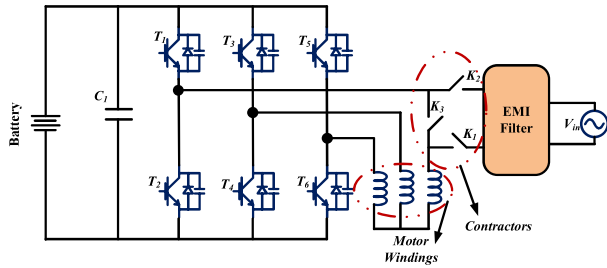 T1
T3
T5
K2
C1
K3
EMI
Filter
Vin
Battery
K1
T2
T4
T6
Motor
Windings
Contractors